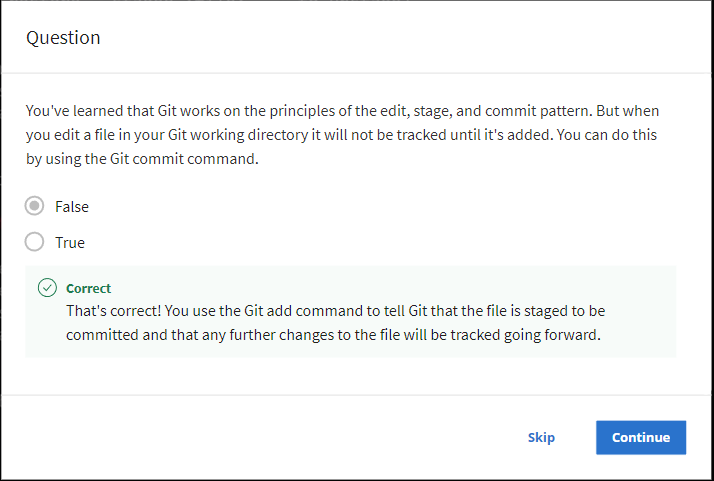 Question
You've learned that Git works on the principles of the edit, stage, and commit pattern. But when
you edit a file in your Git working directory it will not be tracked until it's added. You can do this
by using the Git commit command.
False
True
Correct
That's correct! You use the Git add command to tell Git that the file is staged to be
committed and that any further changes to the file will be tracked going forward.
Skip
Continue